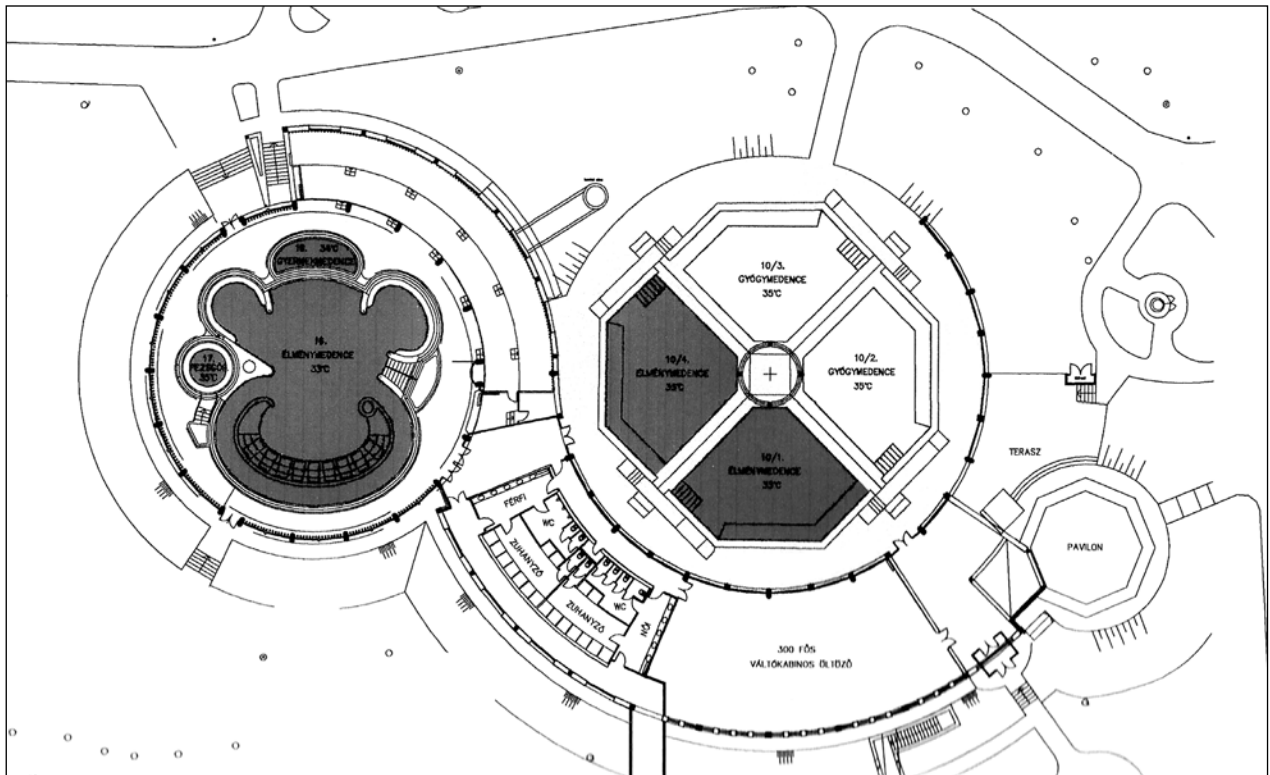 18. 34°C
GYERMEKMEDENCE
16.
ÉLMÉNYMEDENCE
33°C
17.
PEZSGŐ
35°C
10/3.
GYÓGYMEDENCE
35°C
10/4.
ÉLMÉNYMEDENCE
35°C
10/2.
GYÓGYMEDENCE
35°C
10/1.
ÉLMÉNYMEDENCE
33°C
TERASZ
PAVILON
FÉRFI
WC
ZUHANYZÓ
ZUHANYZÓ
WC
NŐI
300 FŐS
VÁLTÓKABINOS ÖLTÖZŐ